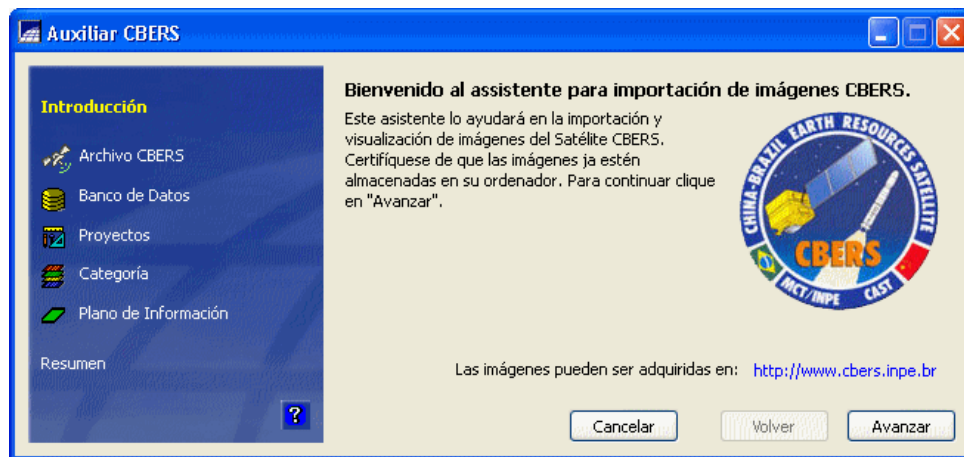 Auxiliar CBERS
Introducción
Archivo CBERS
Banco de Datos
Proyectos
Categoría
Plano de Información
Resumen
?
Bienvenido al assistente para importación de imágenes CBERS.
Este asistente lo ayudará en la importación y
visualización de imágenes del Satélite CBERS.
Certifíquese de que las imágenes ja estén
almacenadas en su ordenador. Para continuar clique
en "Avanzar".
CHINA-BRAZIL EARTH RESOURCES SATELLITE
CBERS
MCT/INPE CAST
Las imágenes pueden ser adquiridas en: http://www.cbers.inpe.br
Cancelar
Volver
Avanzar